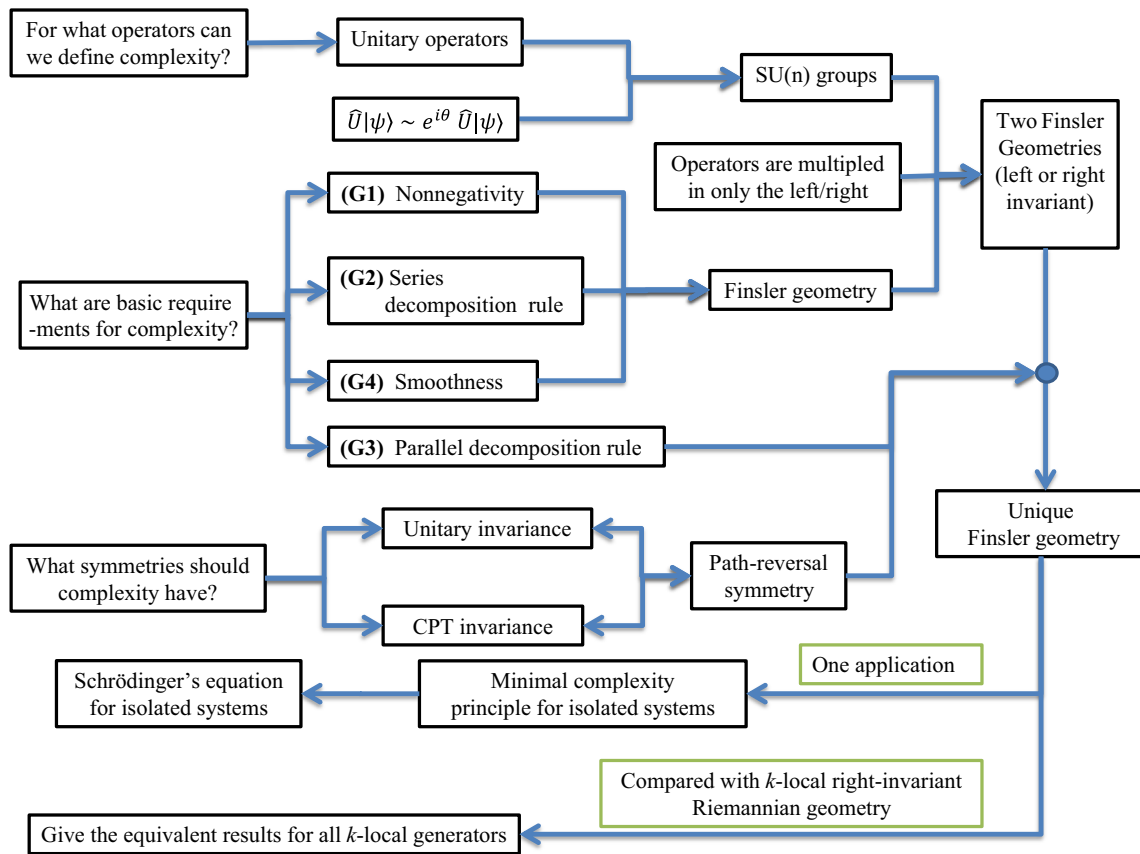 For what operators can
we define complexity?
Unitary operators
SU(n) groups
Û|ψ⟩ ~ e^{iθ} Û|ψ⟩
Two Finsler
Geometries
(left or right
invariant)
Operators are multipled
in only the left/right
(G1) Nonnegativity
(G2) Series
decomposition rule
Finsler geometry
What are basic require
-ments for complexity?
(G4) Smoothness
(G3) Parallel decomposition rule
Unique
Finsler geometry
Unitary invariance
What symmetries should
complexity have?
Path-reversal
symmetry
CPT invariance
One application
Schrödinger’s equation
for isolated systems
Minimal complexity
principle for isolated systems
Compared with k-local right-invariant
Riemannian geometry
Give the equivalent results for all k-local generators